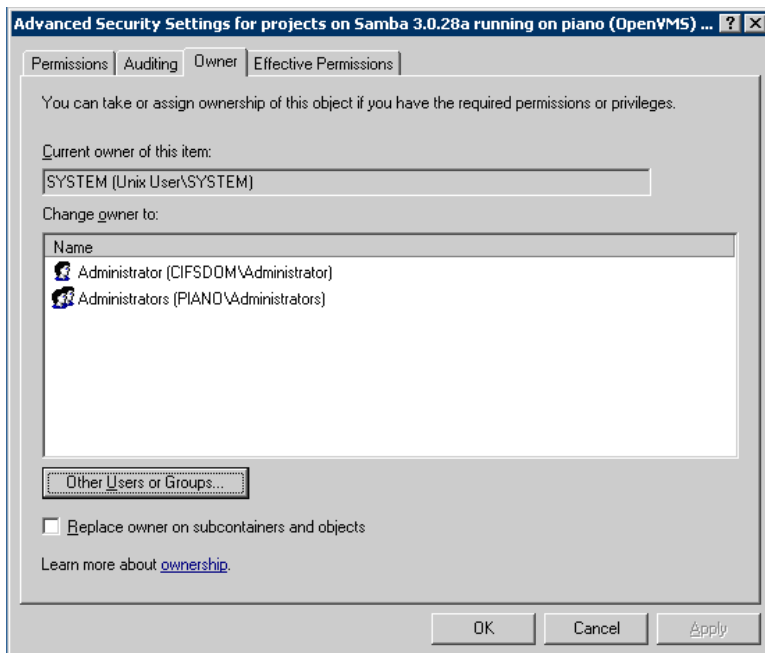 Advanced Security Settings for projects on Samba 3.0.28a running on piano (OpenVMS) ...
Permissions
Auditing
Owner
Effective Permissions
You can take or assign ownership of this object if you have the required permissions or privileges.
Current owner of this item:
SYSTEM (Unix User\SYSTEM)
Change owner to:
Name
Administrator (CIFSDOM\Administrator)
Administrators (PIANO\Administrators)
Other Users or Groups...
Replace owner on subcontainers and objects
Learn more about ownership.
OK
Cancel
Apply